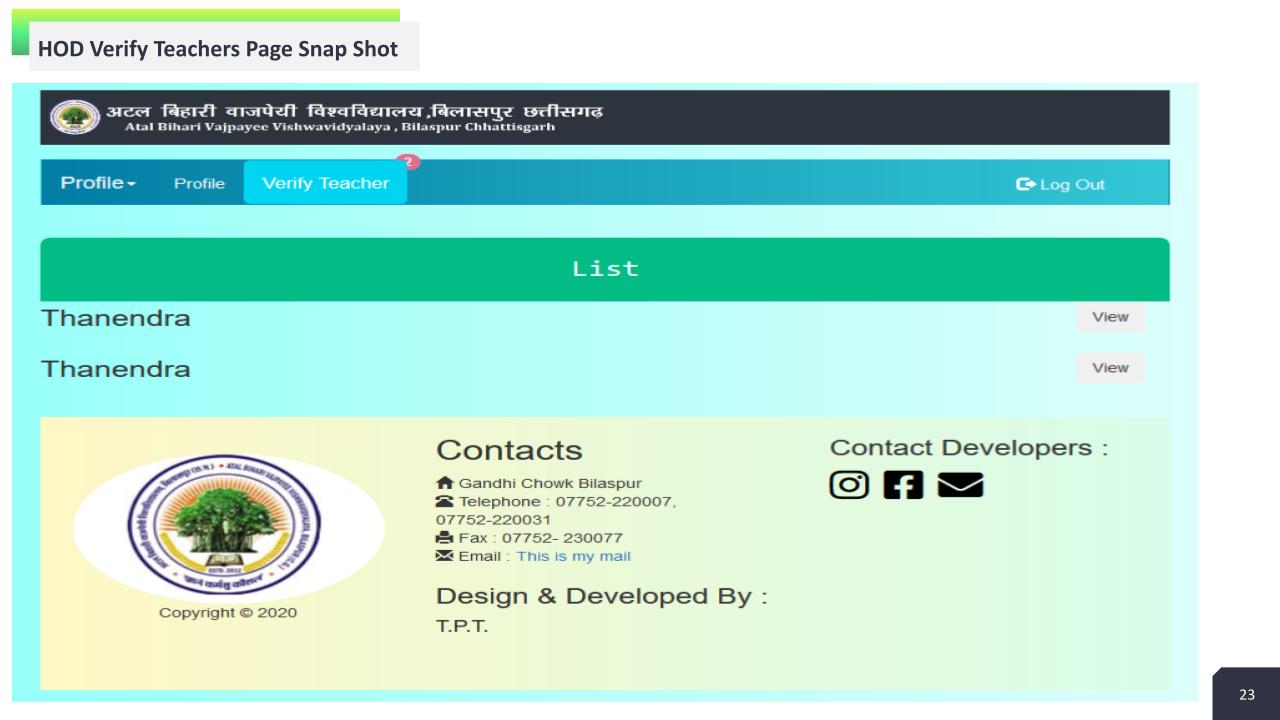 HOD Verify Teachers Page Snap Shot
अटल बिहारी वाजपेयी विश्वविद्यालय ,बिलासपुर छत्तीसगढ़
Atal Bihari Vajpayee Vishwavidyalaya , Bilaspur Chhattisgarh
Profile
Profile
Verify Teacher
Log Out
List
Thanendra
View
Thanendra
View
Copyright © 2020
Contacts
Gandhi Chowk Bilaspur
Telephone : 07752-220007,
07752-220031
Fax : 07752- 230077
Email : This is my mail
Design & Developed By :
T.P.T.
Contact Developers :
23